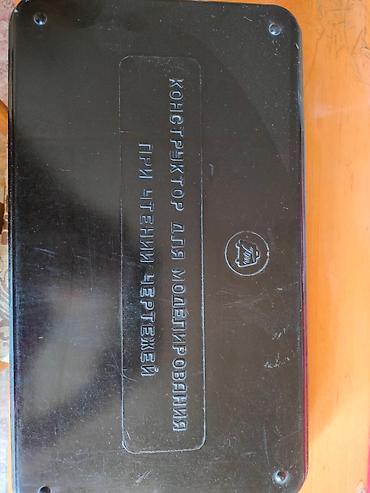 КОНСТРУКТОР ДЛЯ МОДЕЛИРОВАНИЯ
ПРИ ЧТЕНИИ ЧЕРТЕЖЕЙ